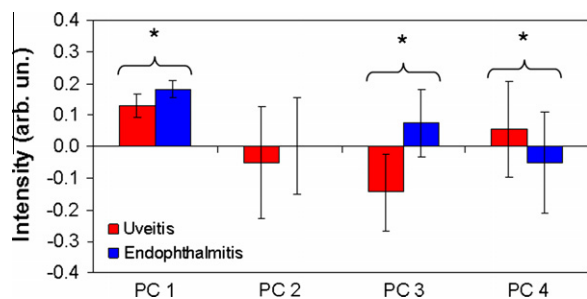 0.4
0.3
0.2
0.1
0.0
-0.1
-0.2
-0.3
-0.4
Intensity (arb. un.)
* * *
Uveitis
Endophthalmitis
PC 1 PC 2 PC 3 PC 4